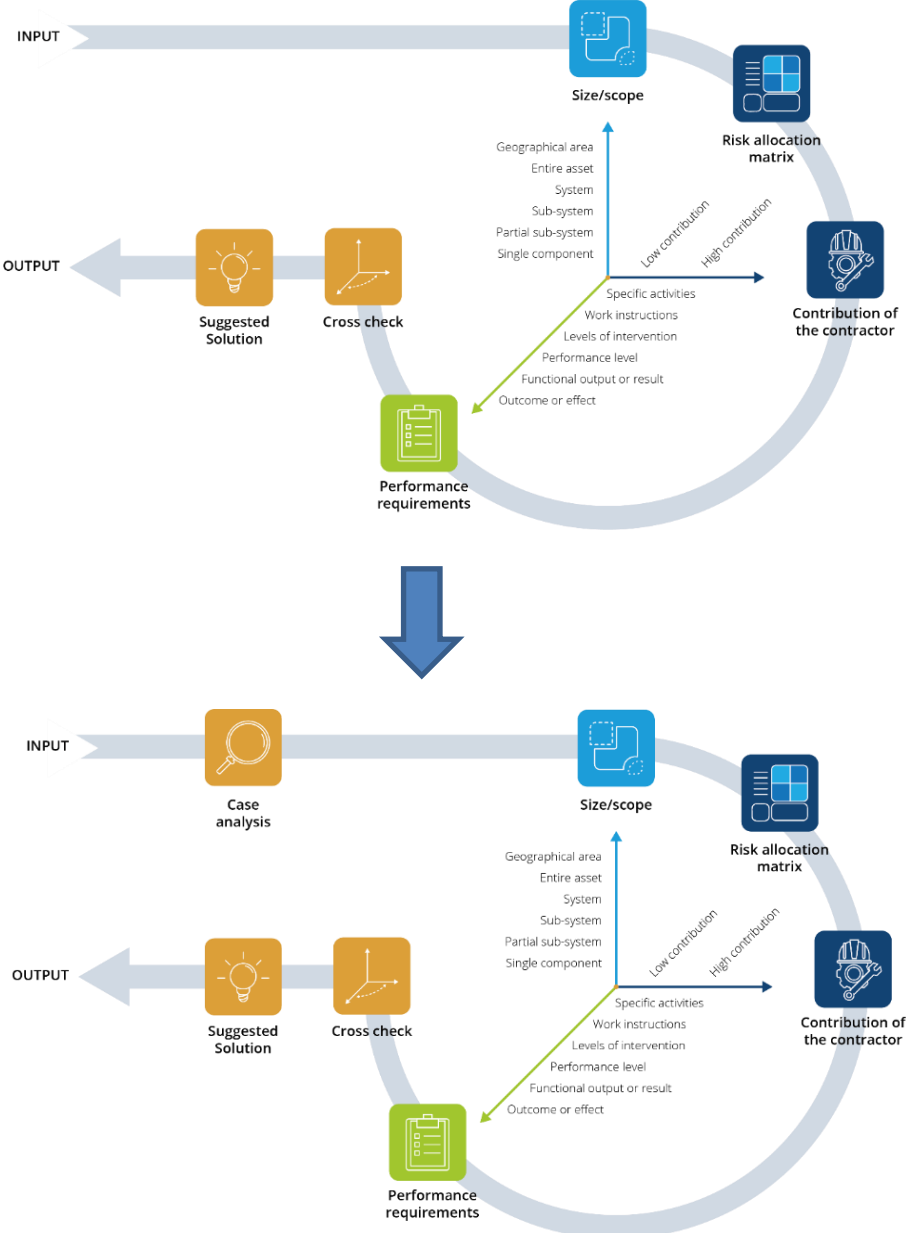 INPUT
Size/scope
Risk allocation
matrix
Geographical area
Entire asset
System
Sub-system
Partial sub-system
Single component
Low contribution
High contribution
OUTPUT
Suggested
Solution
Cross check
Specific activities
Work instructions
Levels of intervention
Performance level
Functional output or result
Outcome or effect
Contribution of
the contractor
Performance
requirements
INPUT
Case
analysis
Size/scope
Risk allocation
matrix
Geographical area
Entire asset
System
Sub-system
Partial sub-system
Single component
Low contribution
High contribution
OUTPUT
Suggested
Solution
Cross check
Specific activities
Work instructions
Levels of intervention
Performance level
Functional output or result
Outcome or effect
Contribution of
the contractor
Performance
requirements